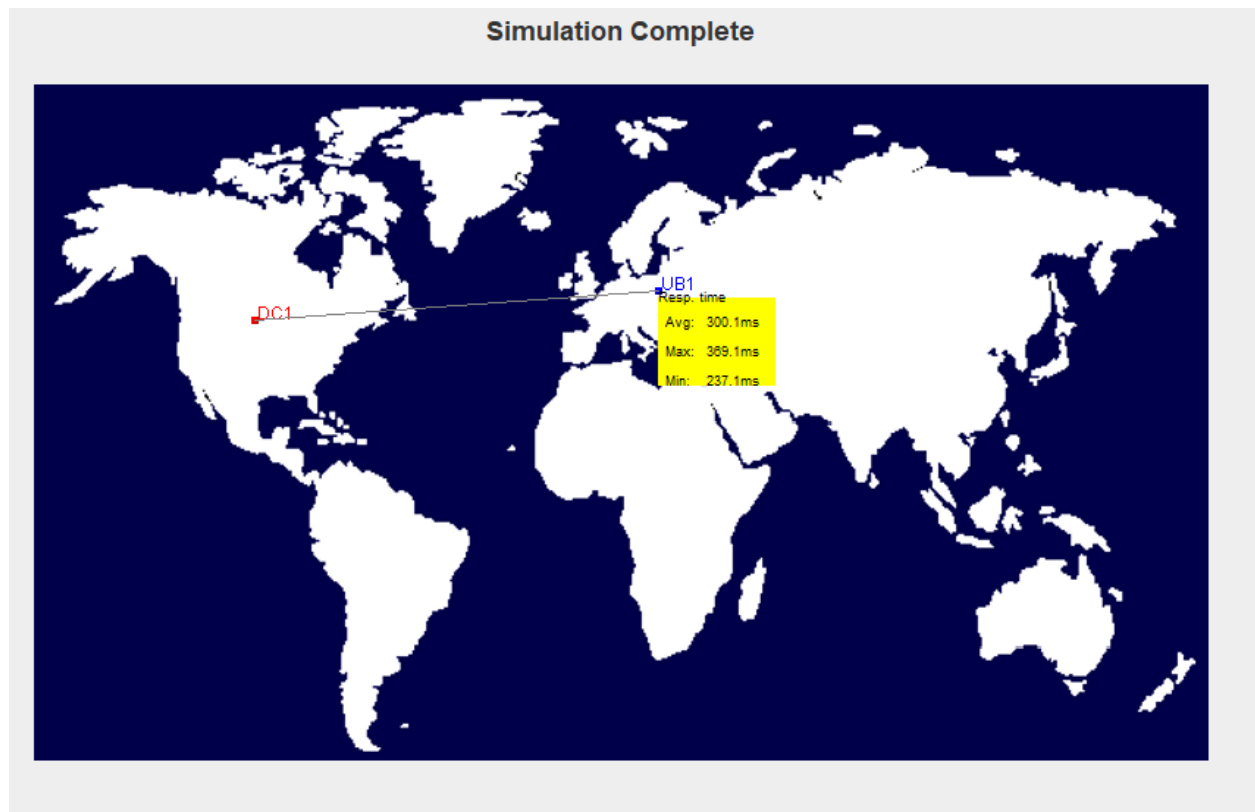 Simulation Complete
UB1
Resp. time
DC1
Avg: 300.1ms
Max: 369.1ms
Min: 237.1ms